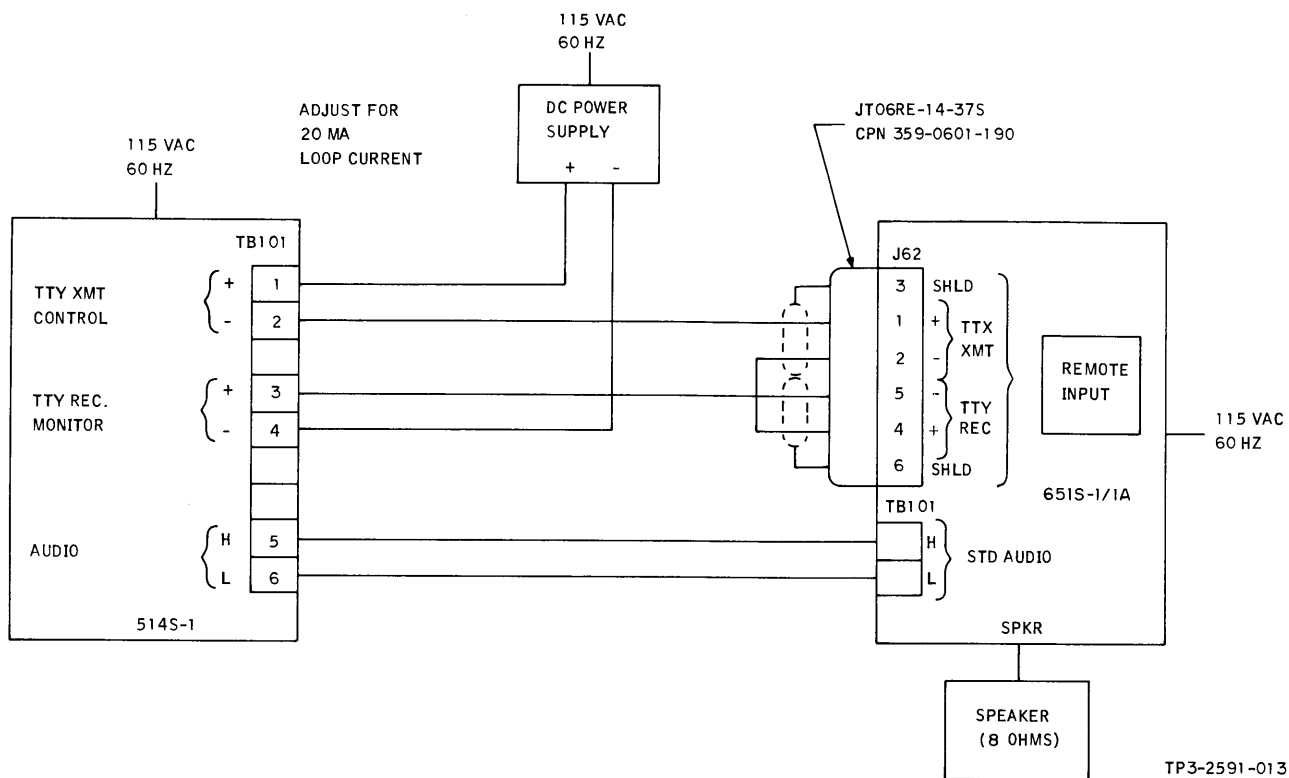 115 VAC
60 HZ
ADJUST FOR
20 MA
LOOP CURRENT
DC POWER
SUPPLY
+ -
JT06RE-14-37S
CPN 359-0601-190
115 VAC
60 HZ
TB101
TTY XMT
CONTROL
+ 1
- 2
TTY REC.
MONITOR
+ 3
- 4
AUDIO
H 5
L 6
514S-1
J62
3 SHLD
1 +
2 -
TTX
XMT
5 -
4 +
TTY
REC
6 SHLD
REMOTE
INPUT
115 VAC
60 HZ
651S-1/1A
TB101
H
L
STD AUDIO
SPKR
SPEAKER
(8 OHMS)
TP3-2591-013